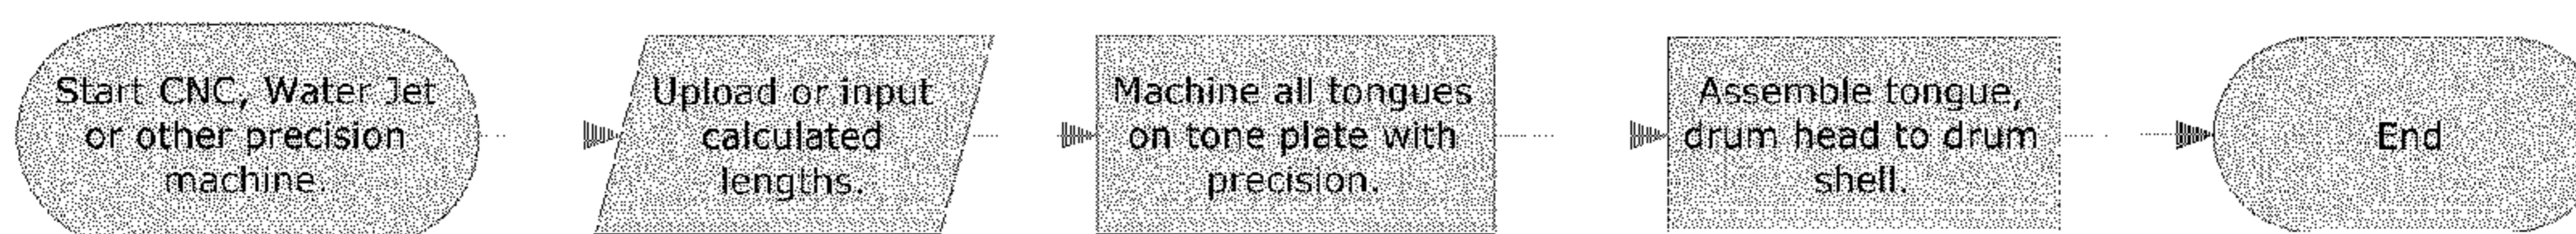 Start CNC, Water Jet
or other precision
machine.
Upload or input
calculated
lengths.
Machine all tongues
on tone plate with
precision.
Assemble tongue,
drum head to drum
shell.
End